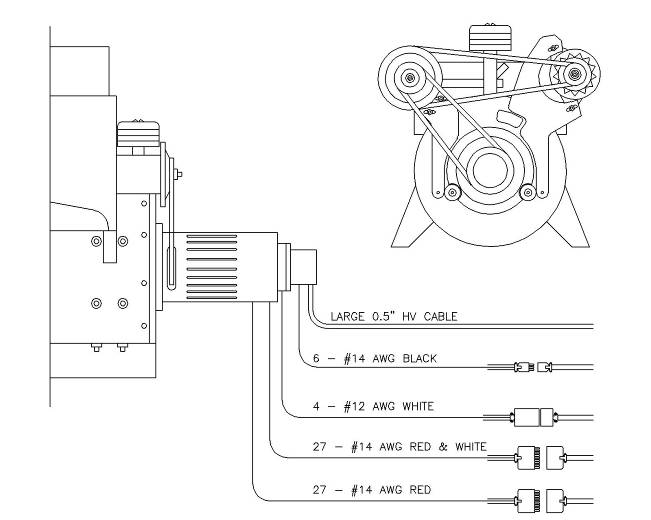 LARGE 0.5" HV CABLE
6 - #14 AWG BLACK
4 - #12 AWG WHITE
27 - #14 AWG RED & WHITE
27 - #14 AWG RED